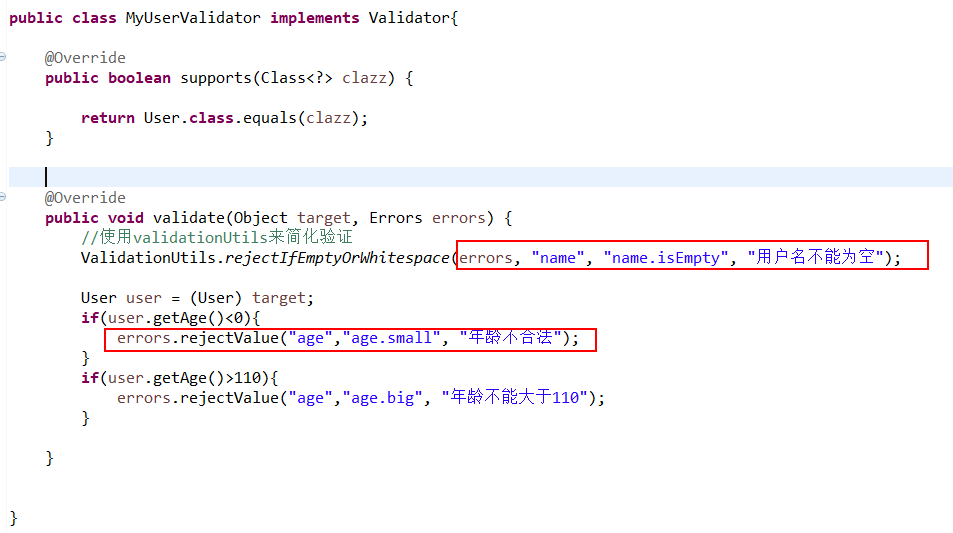 public class MyUserValidator implements Validator{
@Override
public boolean supports(Class<?> clazz) {
return User.class.equals(clazz);
}
@Override
public void validate(Object target, Errors errors) {
//使用validationUtils来简化验证
ValidationUtils.rejectIfEmptyOrWhitespace(errors, "name", "name.isEmpty", "用户名不能为空");
User user = (User) target;
if(user.getAge()<0){
errors.rejectValue("age","age.small", "年龄不合法");
}
if(user.getAge()>110){
errors.rejectValue("age","age.big", "年龄不能大于110");
}
}
}